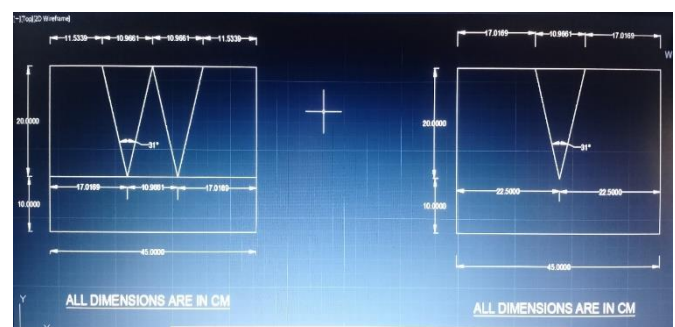 [-][Top][2D Wireframe]
11.5339 10.9661 10.9661 11.5339
20.0000
31°
17.0169 10.9661 17.0169
10.0000
45.0000
ALL DIMENSIONS ARE IN CM
Y
17.0169 10.9661 17.0169
W
20.0000
31°
22.5000 22.5000
10.0000
45.0000
ALL DIMENSIONS ARE IN CM